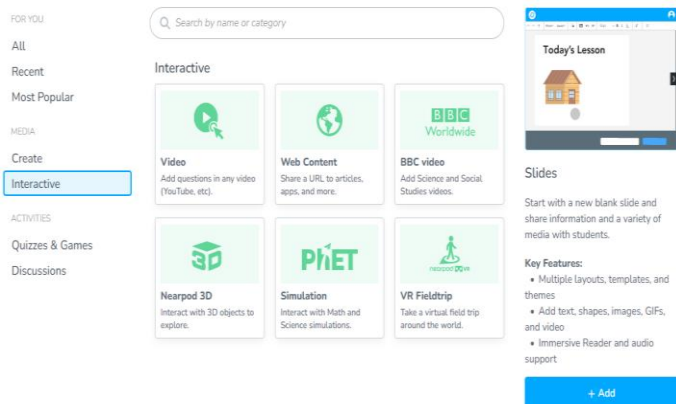 FOR YOU
All
Recent
Most Popular
MEDIA
Create
Interactive
ACTIVITIES
Quizzes & Games
Discussions
Search by name or category
Interactive
Video
Add questions in any video
(YouTube, etc).
Web Content
Share a URL to articles,
apps, and more.
BBC
Worldwide
BBC video
Add Science and Social
Studies videos.
3D
Nearpod 3D
Interact with 3D objects to
explore.
PhET
Simulation
Interact with Math and
Science simulations.
nearpod VR
VR Fieldtrip
Take a virtual field trip
around the world.
Today's Lesson
Slides
Start with a new blank slide and
share information and a variety of
media with students.
Key Features:
• Multiple layouts, templates, and
themes
• Add text, shapes, images, GIFs,
and video
• Immersive Reader and audio
support
+ Add